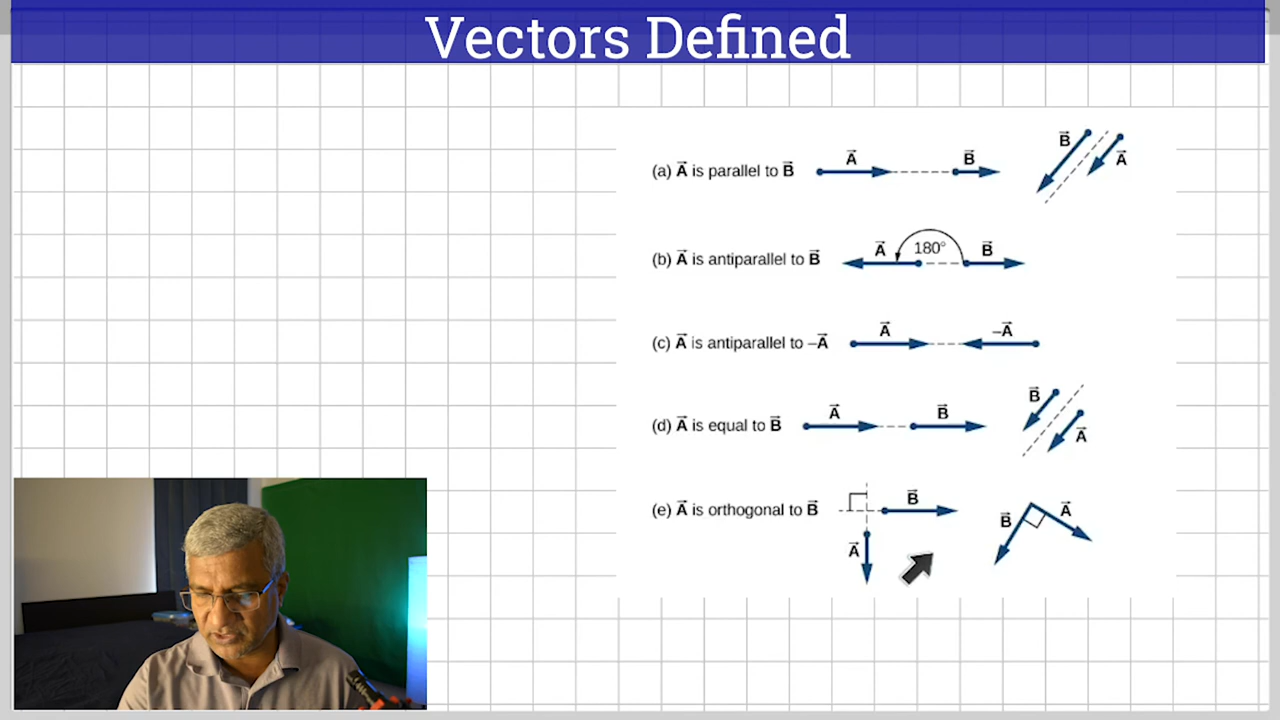 Vectors Defined
(a) A⃗ is parallel to B⃗
A⃗
B⃗
B⃗
A⃗
(b) A⃗ is antiparallel to B⃗
A⃗
180°
B⃗
(c) A⃗ is antiparallel to –A⃗
A⃗
–A⃗
(d) A⃗ is equal to B⃗
A⃗
B⃗
B⃗
A⃗
(e) A⃗ is orthogonal to B⃗
B⃗
A⃗
B⃗
A⃗